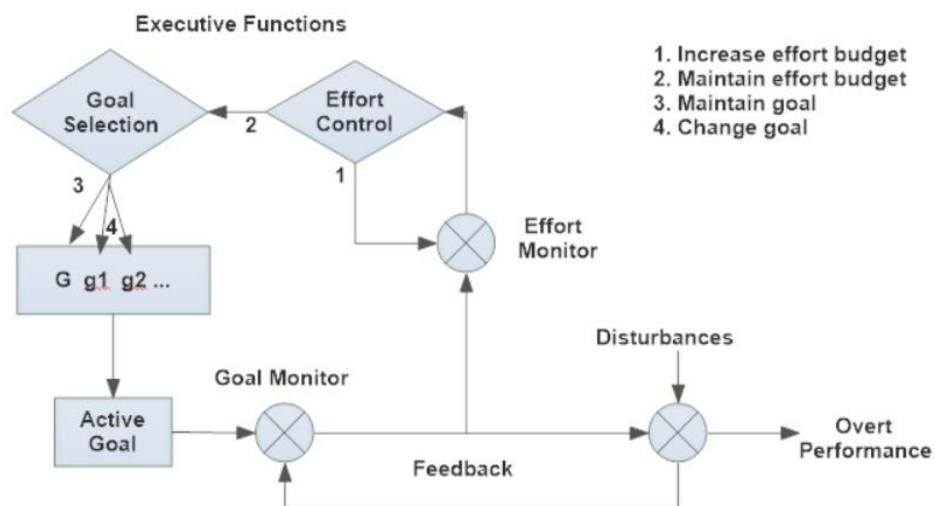 Executive Functions
1. Increase effort budget
2. Maintain effort budget
3. Maintain goal
4. Change goal
Goal
Selection
Effort
Control
2
1
3
4
Effort
Monitor
G g1 g2 ...
Disturbances
Goal Monitor
Active
Goal
Feedback
Overt
Performance